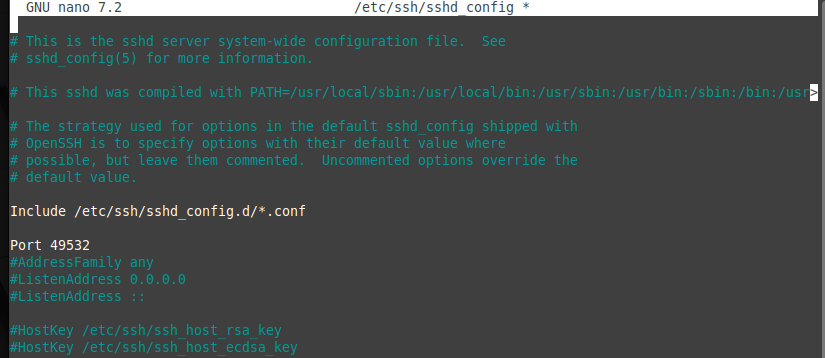 GNU nano 7.2 /etc/ssh/sshd_config *
# This is the sshd server system-wide configuration file.  See
# sshd_config(5) for more information.
# This sshd was compiled with PATH=/usr/local/sbin:/usr/local/bin:/usr/sbin:/usr/bin:/sbin:/bin:/usr>
# The strategy used for options in the default sshd_config shipped with
# OpenSSH is to specify options with their default value where
# possible, but leave them commented.  Uncommented options override the
# default value.
Include /etc/ssh/sshd_config.d/*.conf
Port 49532
#AddressFamily any
#ListenAddress 0.0.0.0
#ListenAddress ::
#HostKey /etc/ssh/ssh_host_rsa_key
#HostKey /etc/ssh/ssh_host_ecdsa_key